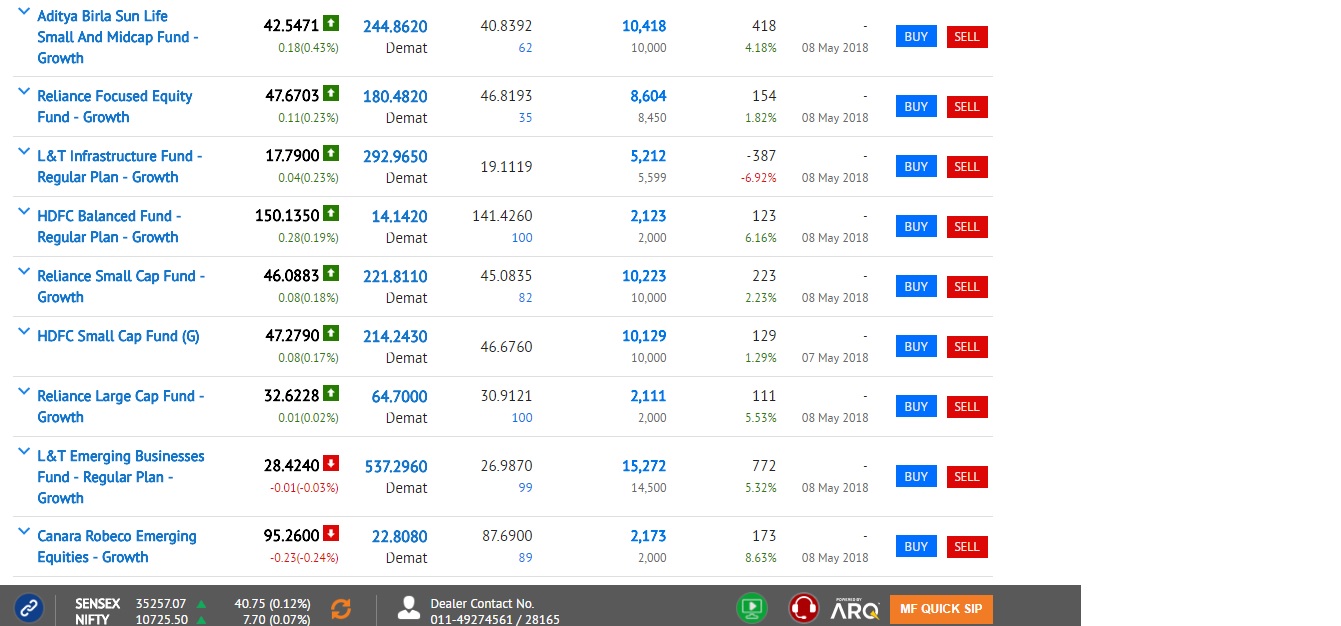 Aditya Birla Sun Life
Small And Midcap Fund -
Growth
42.5471 244.8620 40.8392 10,418 418 -
0.18(0.43%) Demat 62 10,000 4.18% 08 May 2018
BUY SELL
Reliance Focused Equity
Fund - Growth
47.6703 180.4820 46.8193 8,604 154 -
0.11(0.23%) Demat 35 8,450 1.82% 08 May 2018
BUY SELL
L&T Infrastructure Fund -
Regular Plan - Growth
17.7900 292.9650 19.1119 5,212 -387 -
0.04(0.23%) Demat 5,599 -6.92% 08 May 2018
BUY SELL
HDFC Balanced Fund -
Regular Plan - Growth
150.1350 14.1420 141.4260 2,123 123 -
0.28(0.19%) Demat 100 2,000 6.16% 08 May 2018
BUY SELL
Reliance Small Cap Fund -
Growth
46.0883 221.8110 45.0835 10,223 223 -
0.08(0.18%) Demat 82 10,000 2.23% 08 May 2018
BUY SELL
HDFC Small Cap Fund (G)
47.2790 214.2430 46.6760 10,129 129 -
0.08(0.17%) Demat 10,000 1.29% 07 May 2018
BUY SELL
Reliance Large Cap Fund -
Growth
32.6228 64.7000 30.9121 2,111 111 -
0.01(0.02%) Demat 100 2,000 5.53% 08 May 2018
BUY SELL
L&T Emerging Businesses
Fund - Regular Plan -
Growth
28.4240 537.2960 26.9870 15,272 772 -
-0.01(-0.03%) Demat 99 14,500 5.32% 08 May 2018
BUY SELL
Canara Robeco Emerging
Equities - Growth
95.2600 22.8080 87.6900 2,173 173 -
-0.23(-0.24%) Demat 89 2,000 8.63% 08 May 2018
BUY SELL
SENSEX 35257.07 40.75 (0.12%)
NIFTY 10725.50 7.70 (0.07%)
Dealer Contact No.
011-49274561 / 28165
POWERED BY
ARQ
MF QUICK SIP